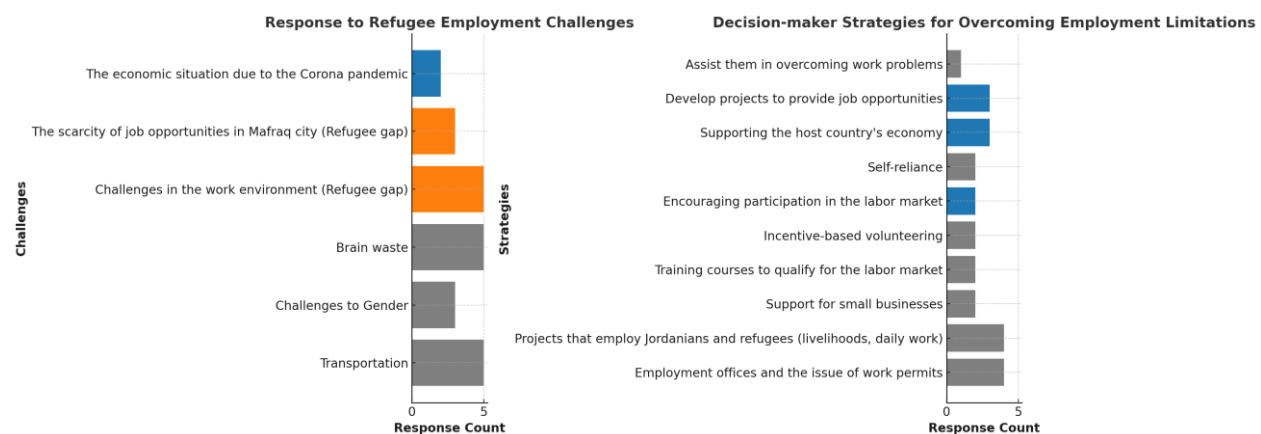 Response to Refugee Employment Challenges
Challenges
The economic situation due to the Corona pandemic
The scarcity of job opportunities in Mafraq city (Refugee gap)
Challenges in the work environment (Refugee gap)
Brain waste
Challenges to Gender
Transportation
0 5
Response Count
Decision-maker Strategies for Overcoming Employment Limitations
Strategies
Assist them in overcoming work problems
Develop projects to provide job opportunities
Supporting the host country's economy
Self-reliance
Encouraging participation in the labor market
Incentive-based volunteering
Training courses to qualify for the labor market
Support for small businesses
Projects that employ Jordanians and refugees (livelihoods, daily work)
Employment offices and the issue of work permits
0 5
Response Count